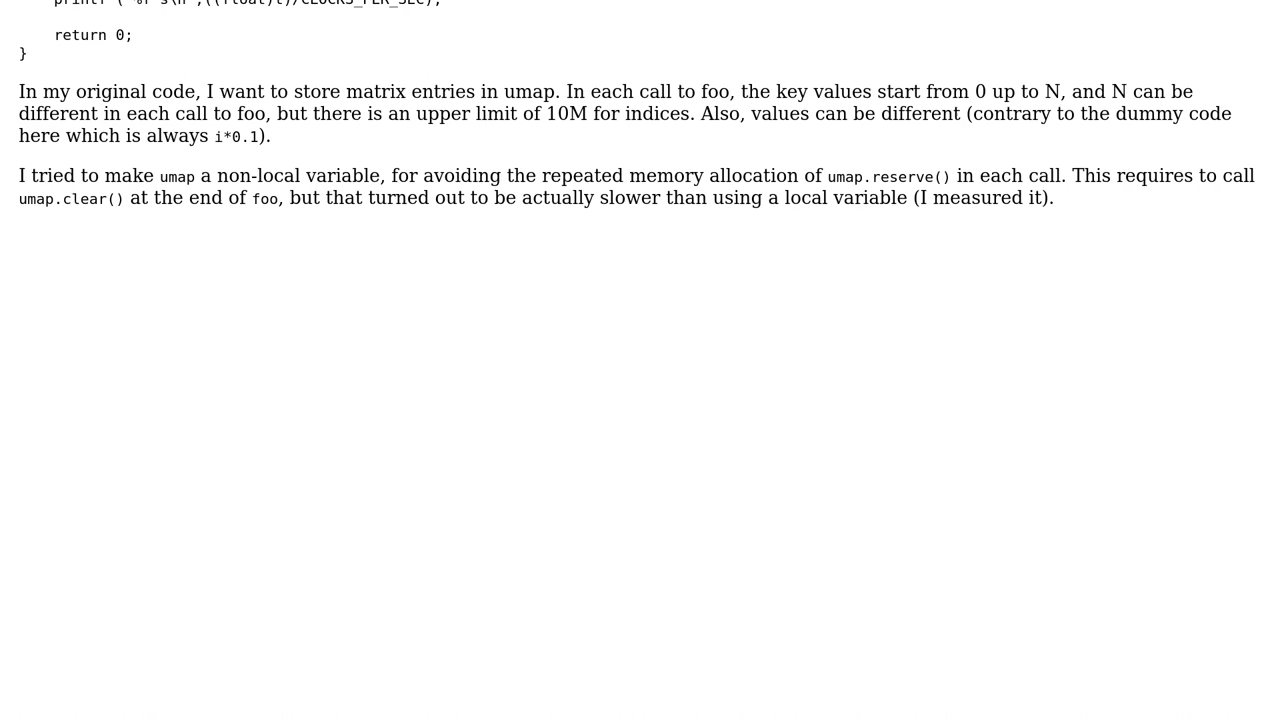 printf ("%f s\n",((float)t)/CLOCKS_PER_SEC);
return 0;
}
In my original code, I want to store matrix entries in umap. In each call to foo, the key values start from 0 up to N, and N can be
different in each call to foo, but there is an upper limit of 10M for indices. Also, values can be different (contrary to the dummy code
here which is always i*0.1).
I tried to make umap a non-local variable, for avoiding the repeated memory allocation of umap.reserve() in each call. This requires to call
umap.clear() at the end of foo, but that turned out to be actually slower than using a local variable (I measured it).